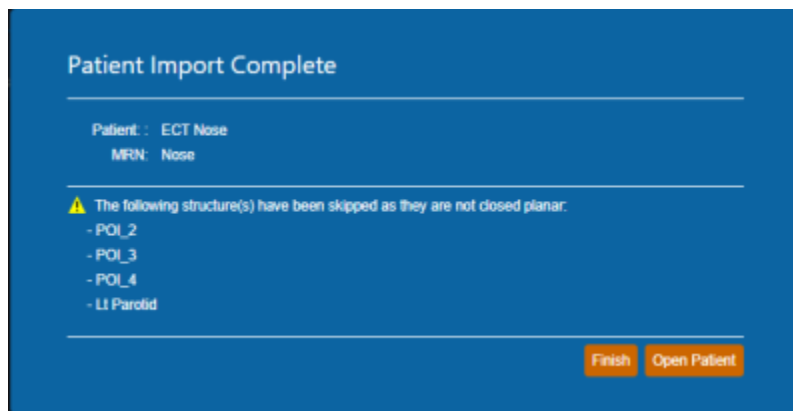 Patient Import Complete
Patient: : ECT Nose
MRN: Nose
The following structure(s) have been skipped as they are not closed planar:
- POI_2
- POI_3
- POI_4
- Lt Parotid
Finish Open Patient